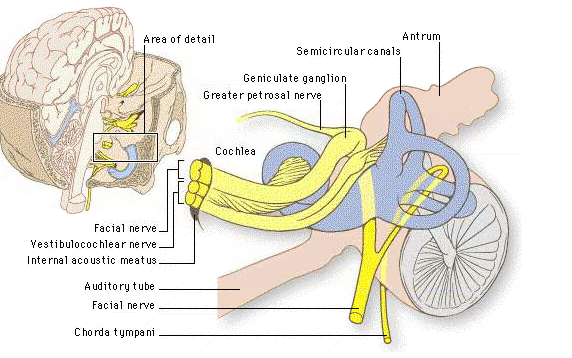 Area of detail
Antrum
Semicircular canals
Geniculate ganglion
Greater petrosal nerve
Cochlea
Facial nerve
Vestibulocochlear nerve
Internal acoustic meatus
Auditory tube
Facial nerve
Chorda tympani